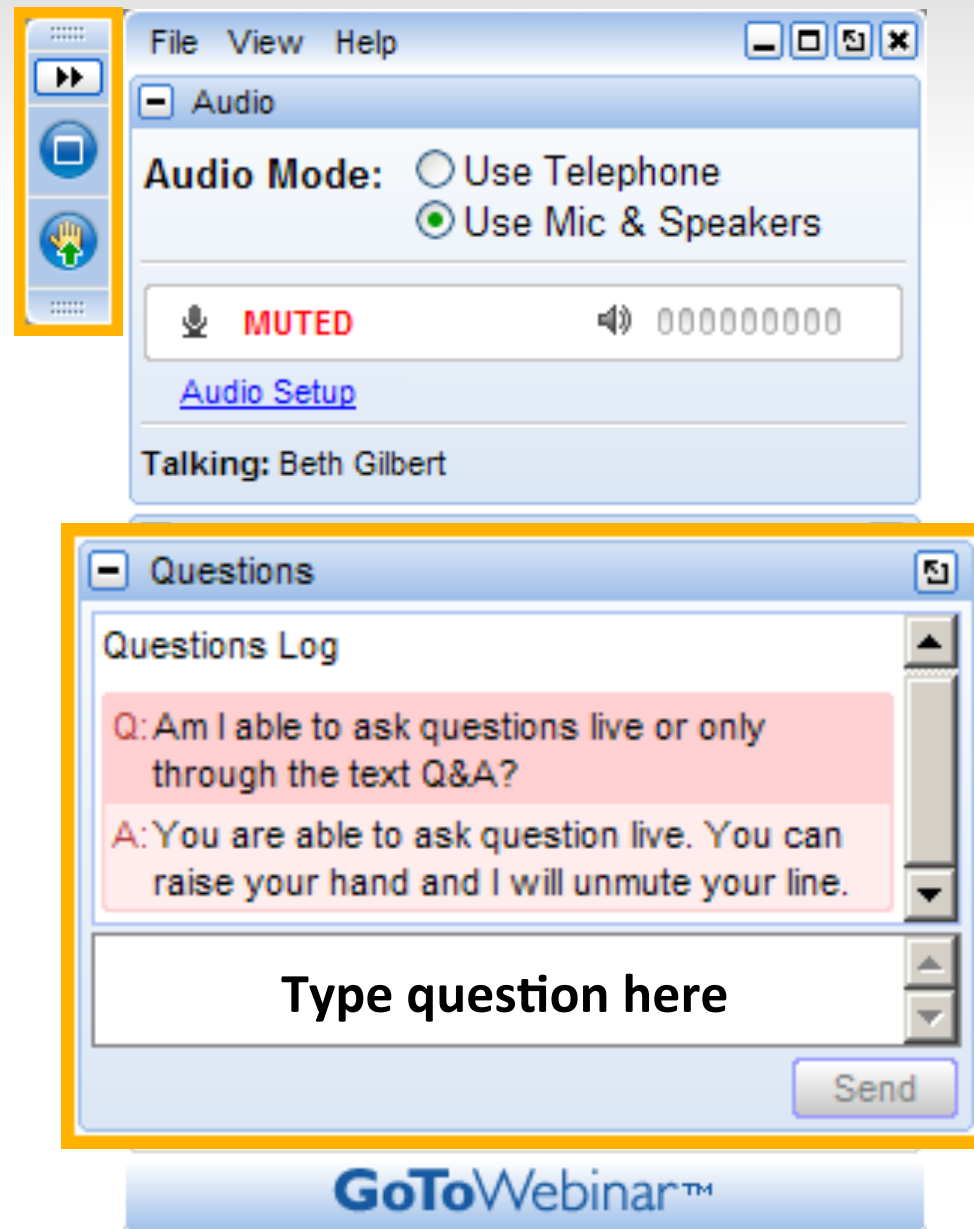 File View Help
Audio
Audio Mode: Use Telephone
Use Mic & Speakers
MUTED 000000000
Audio Setup
Talking: Beth Gilbert
Questions
Questions Log
Q: Am I able to ask questions live or only
through the text Q&A?
A: You are able to ask question live. You can
raise your hand and I will unmute your line.
Type question here
Send
GoToWebinar™